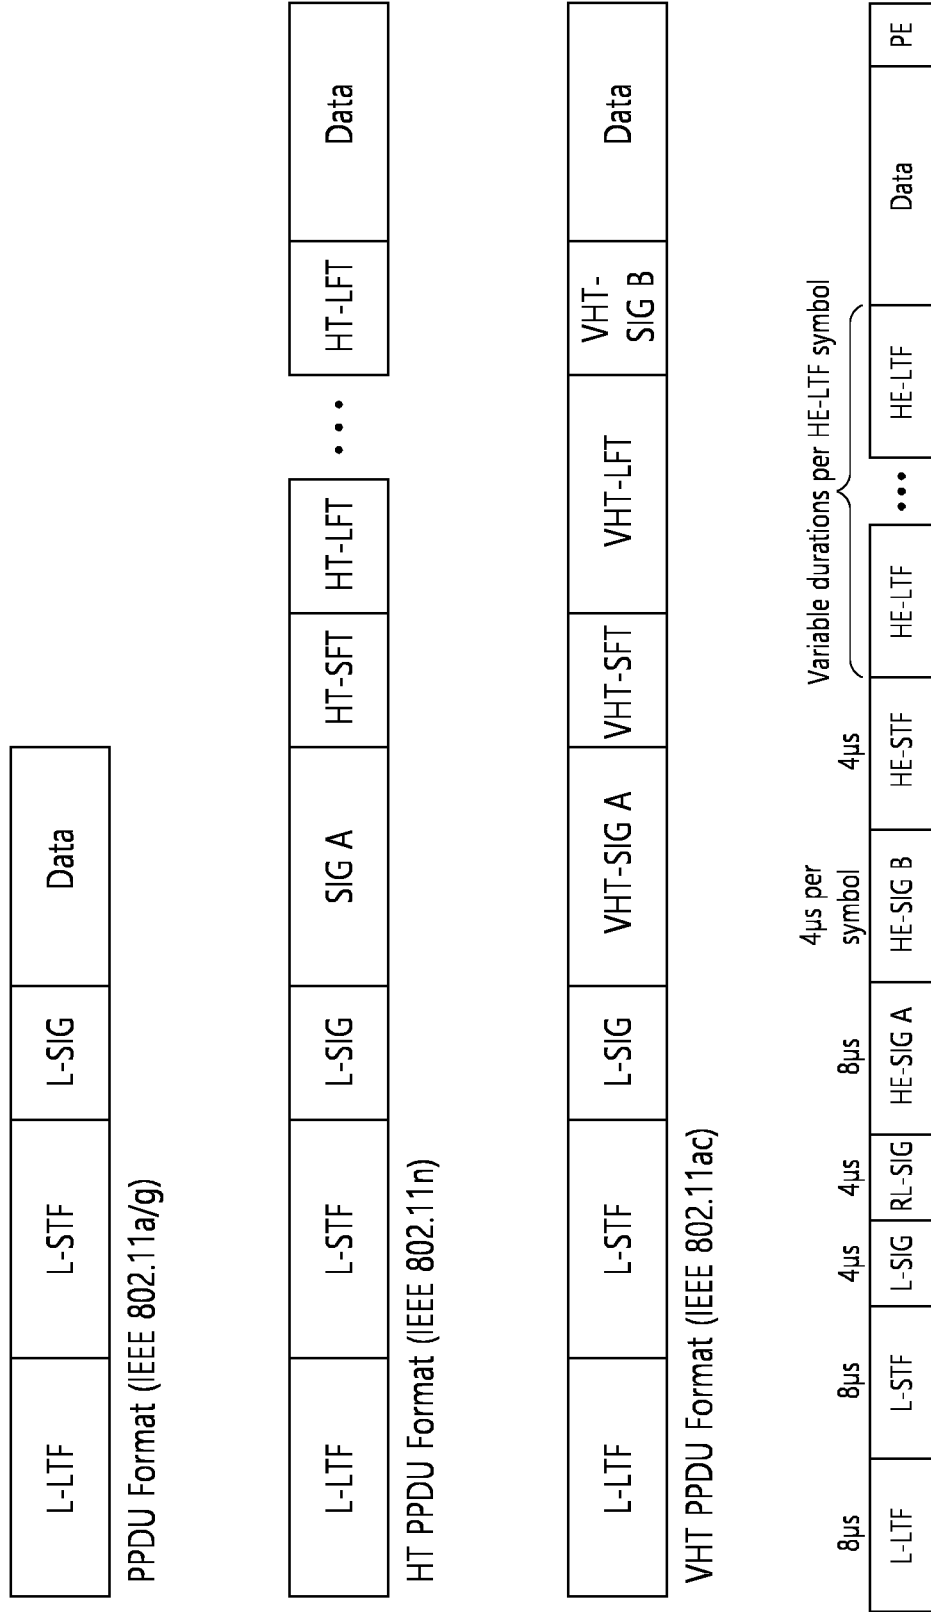 L-LTF
L-STF
L-SIG
Data
PPDU Format (IEEE 802.11a/g)
L-LTF
L-STF
L-SIG
SIG A
HT-SFT
HT-LFT
•••
HT-LFT
Data
HT PPDU Format (IEEE 802.11n)
L-LTF
L-STF
L-SIG
VHT-SIG A
VHT-SFT
VHT-LFT
VHT-
SIG B
Data
VHT PPDU Format (IEEE 802.11ac)
8µs
8µs
4µs
4µs
8µs
4µs per
symbol
4µs
Variable durations per HE-LTF symbol
L-LTF
L-STF
L-SIG
RL-SIG
HE-SIG A
HE-SIG B
HE-STF
HE-LTF
•••
HE-LTF
Data
PE